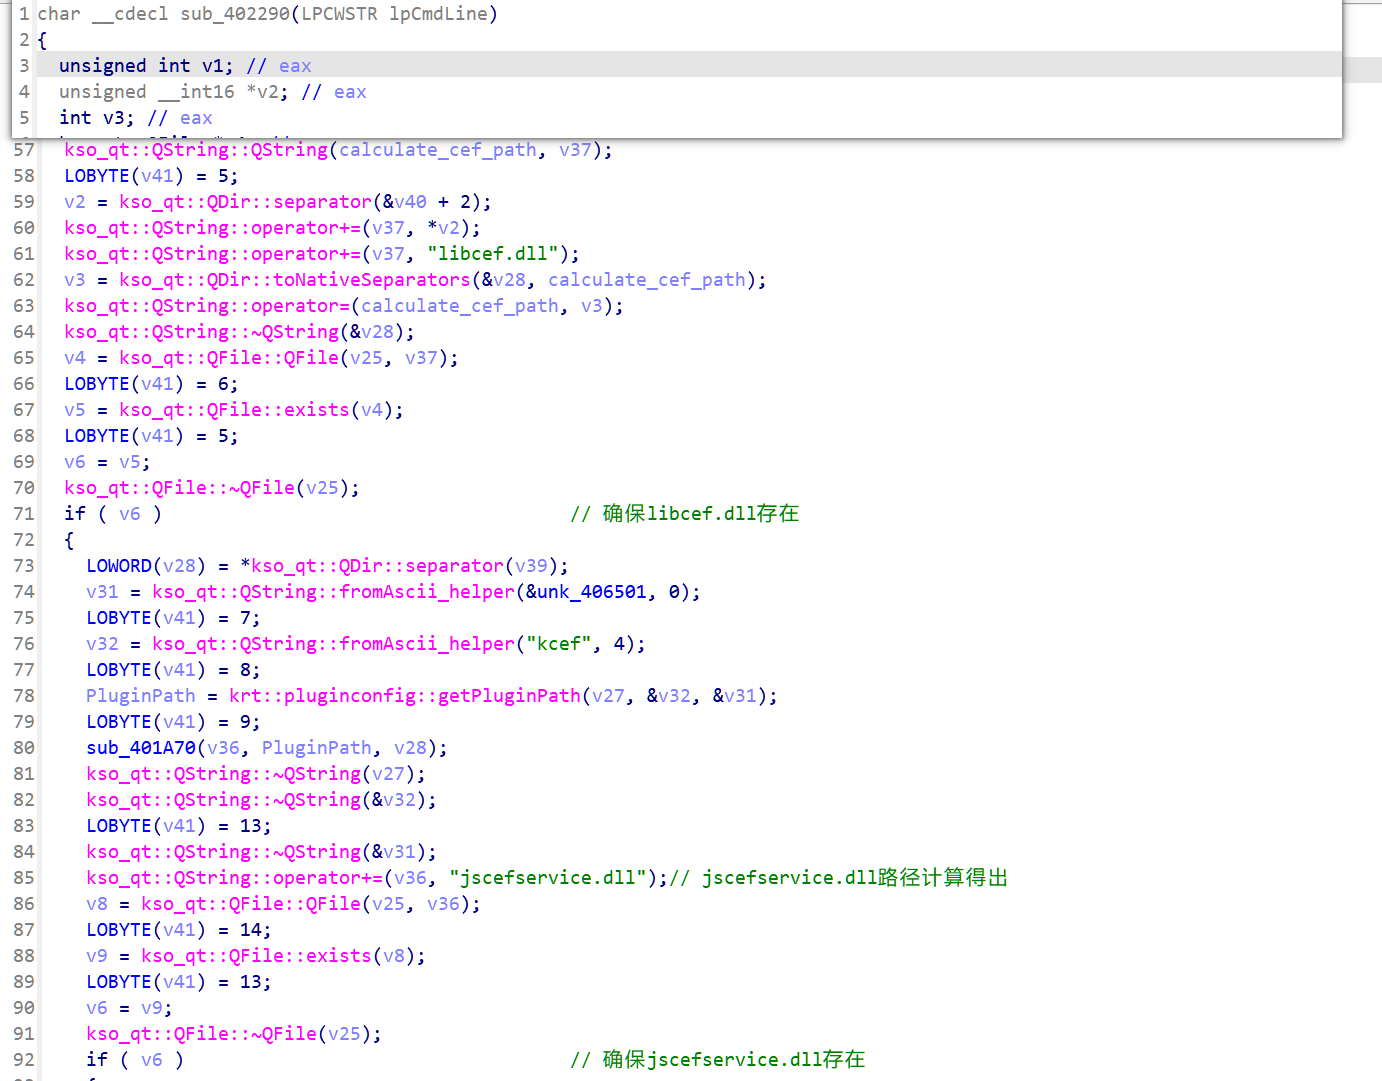 1 char __cdecl sub_402290(LPCWSTR lpCmdLine)
2 {
3 unsigned int v1; // eax
4 unsigned __int16 *v2; // eax
5 int v3; // eax
57 kso_qt::QString::QString(calculate_cef_path, v37);
58 LOBYTE(v41) = 5;
59 v2 = kso_qt::QDir::separator(&v40 + 2);
60 kso_qt::QString::operator+=(v37, *v2);
61 kso_qt::QString::operator+=(v37, "libcef.dll");
62 v3 = kso_qt::QDir::toNativeSeparators(&v28, calculate_cef_path);
63 kso_qt::QString::operator=(calculate_cef_path, v3);
64 kso_qt::QString::~QString(&v28);
65 v4 = kso_qt::QFile::QFile(v25, v37);
66 LOBYTE(v41) = 6;
67 v5 = kso_qt::QFile::exists(v4);
68 LOBYTE(v41) = 5;
69 v6 = v5;
70 kso_qt::QFile::~QFile(v25);
71 if ( v6 ) // 确保libcef.dll存在
72 {
73 LOWORD(v28) = *kso_qt::QDir::separator(v39);
74 v31 = kso_qt::QString::fromAscii_helper(&unk_406501, 0);
75 LOBYTE(v41) = 7;
76 v32 = kso_qt::QString::fromAscii_helper("kcef", 4);
77 LOBYTE(v41) = 8;
78 PluginPath = krt::pluginconfig::getPluginPath(v27, &v32, &v31);
79 LOBYTE(v41) = 9;
80 sub_401A70(v36, PluginPath, v28);
81 kso_qt::QString::~QString(v27);
82 kso_qt::QString::~QString(&v32);
83 LOBYTE(v41) = 13;
84 kso_qt::QString::~QString(&v31);
85 kso_qt::QString::operator+=(v36, "jscefservice.dll");// jscefservice.dll路径计算得出
86 v8 = kso_qt::QFile::QFile(v25, v36);
87 LOBYTE(v41) = 14;
88 v9 = kso_qt::QFile::exists(v8);
89 LOBYTE(v41) = 13;
90 v6 = v9;
91 kso_qt::QFile::~QFile(v25);
92 if ( v6 ) // 确保jscefservice.dll存在